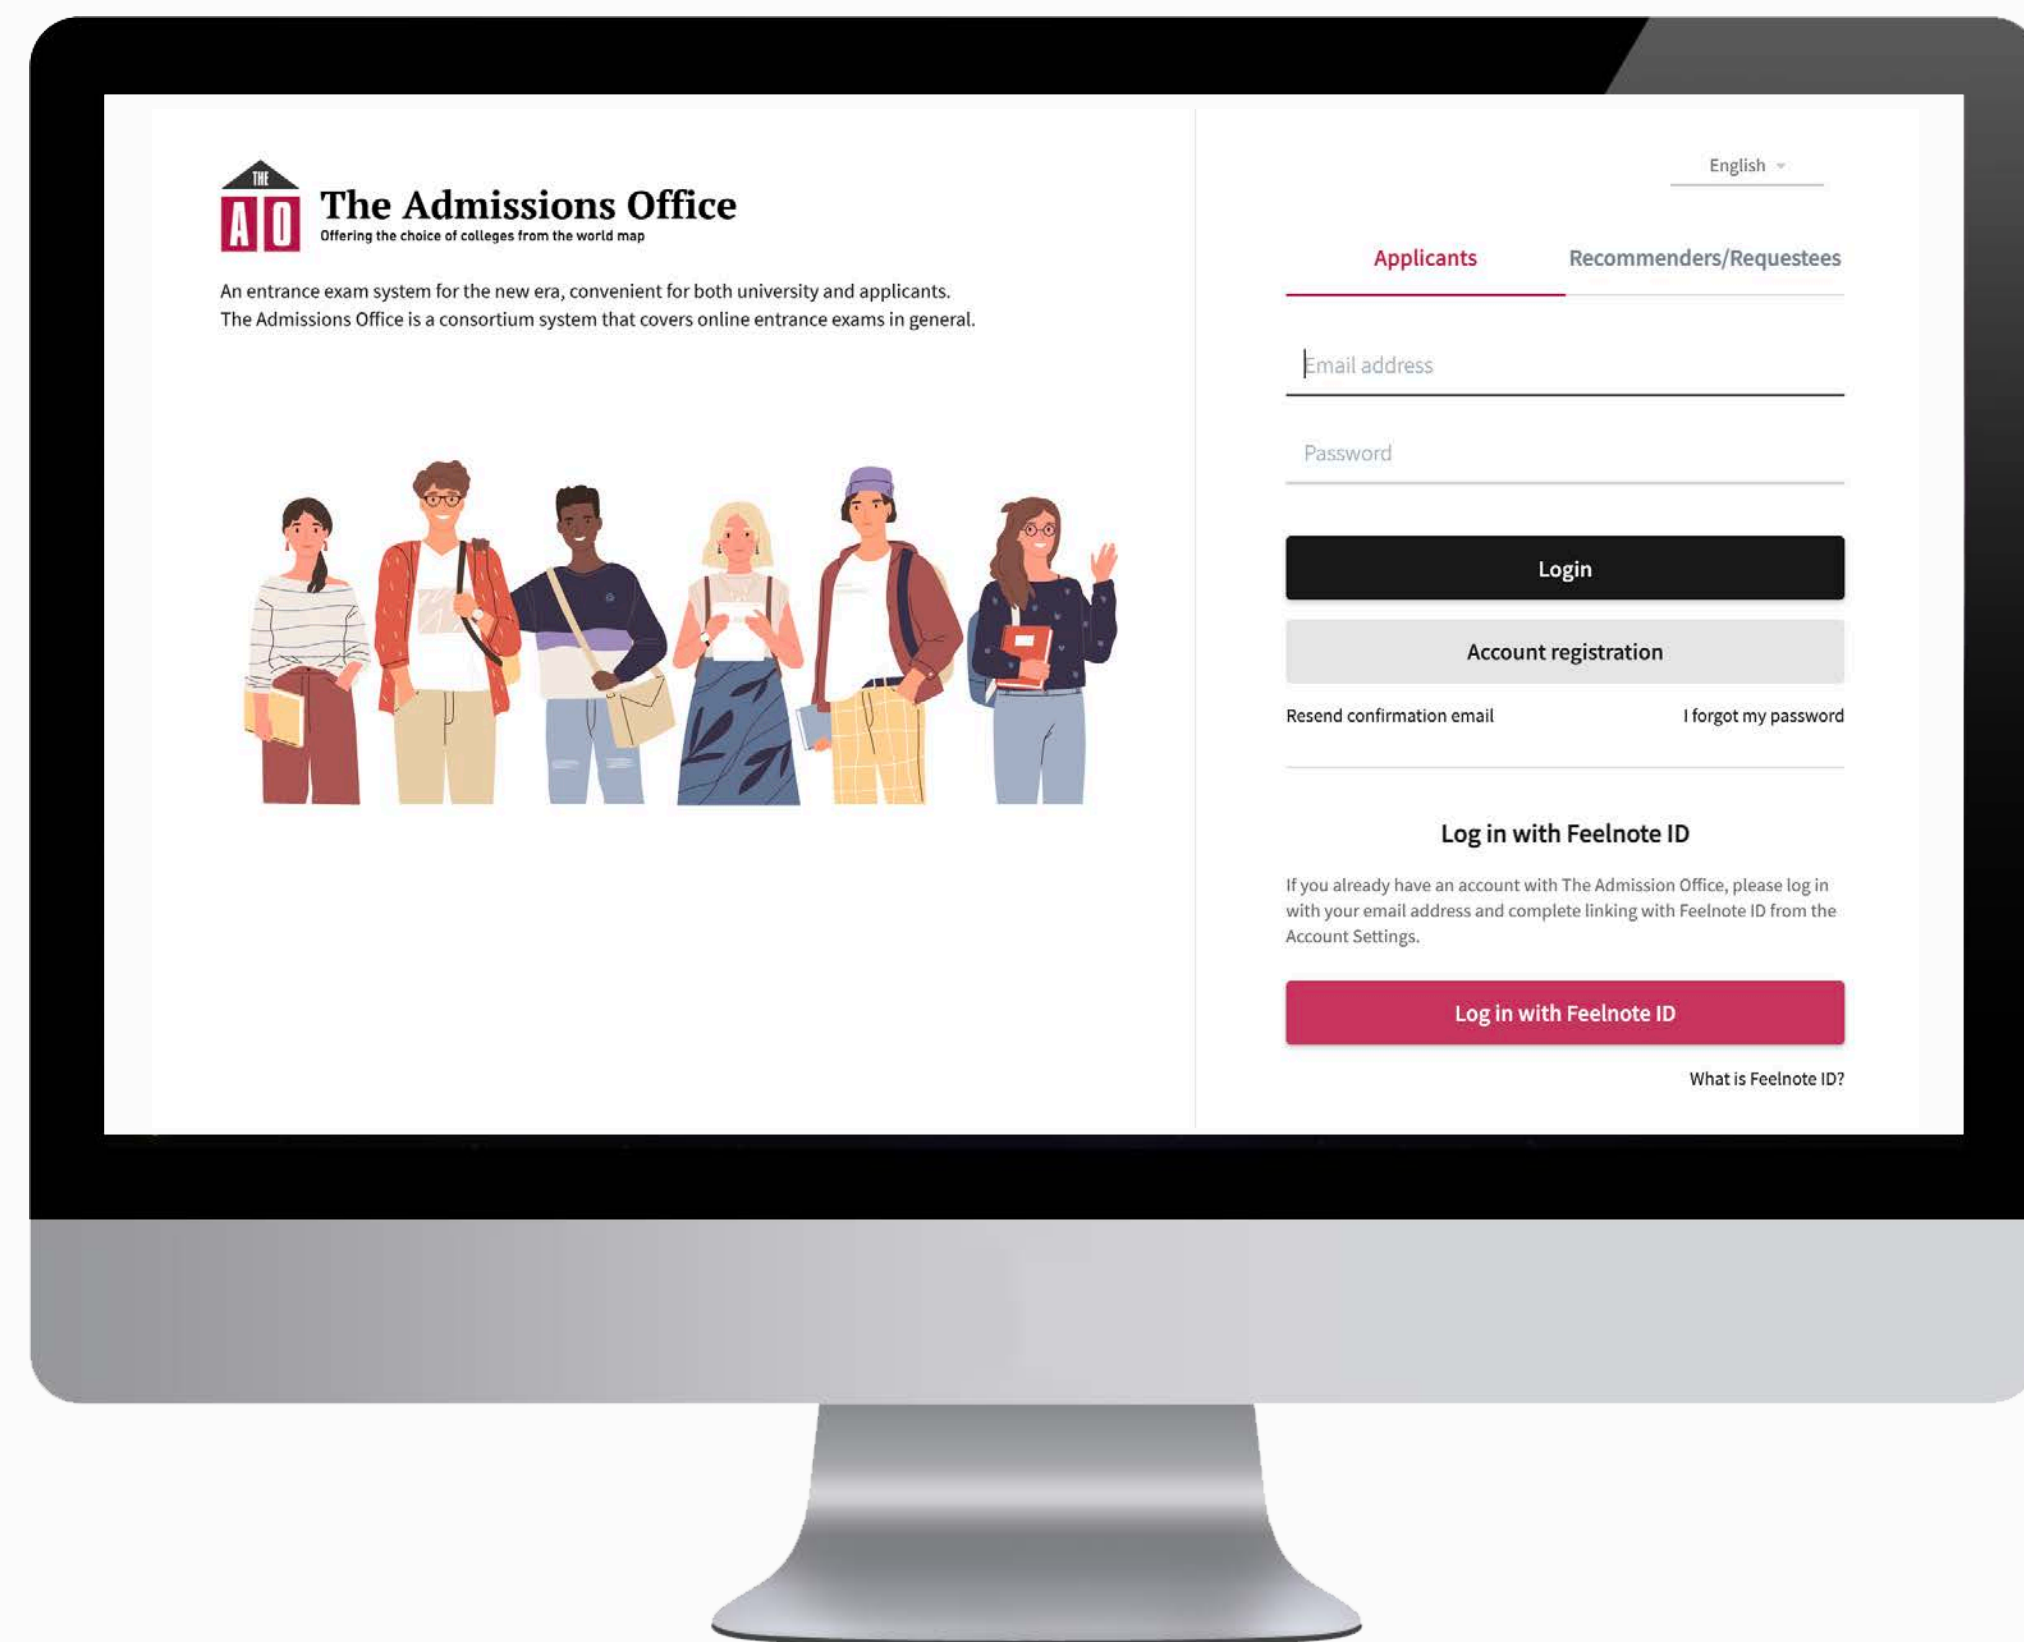 THE
AO
The Admissions Office
Offering the choice of colleges from the world map
An entrance exam system for the new era, convenient for both university and applicants.
The Admissions Office is a consortium system that covers online entrance exams in general.
English
Applicants
Recommenders/Requestees
Email address
Password
Login
Account registration
Resend confirmation email
I forgot my password
Log in with Feelnote ID
If you already have an account with The Admission Office, please log in
with your email address and complete linking with Feelnote ID from the
Account Settings.
Log in with Feelnote ID
What is Feelnote ID?